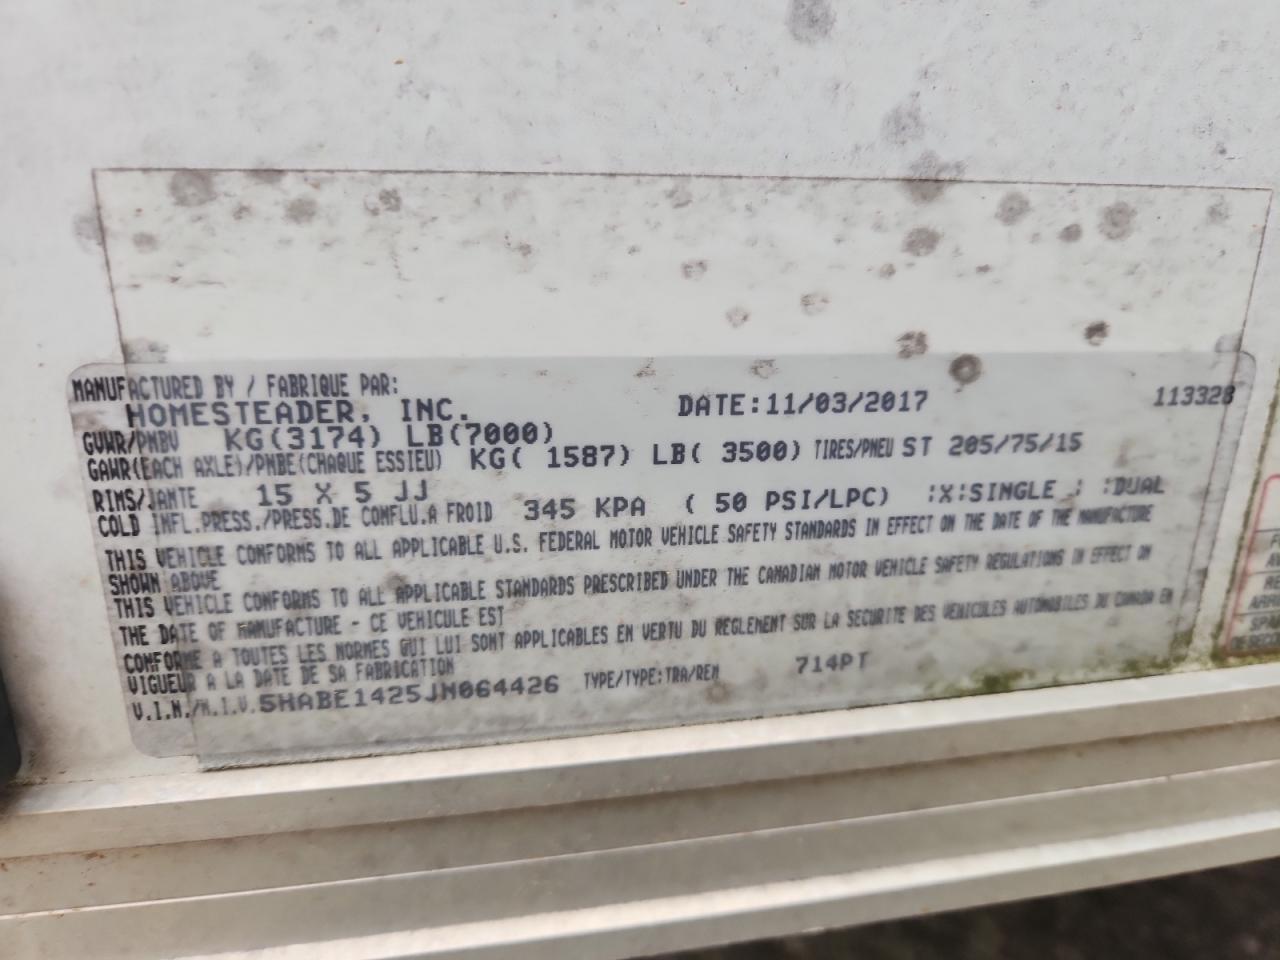 MANUFACTURED BY / FABRIQUE PAR:
HOMESTEADER, INC. DATE:11/03/2017 113328
GVWR/PNBV KG(3174) LB(7000)
GAWR(EACH AXLE)/PNBE(CHAQUE ESSIEU) KG( 1587) LB( 3500) TIRES/PNEU ST 205/75/15
RIMS/JANTE 15 X 5 JJ
COLD INFL.PRESS./PRESS.DE COMFLU.A FROID 345 KPA ( 50 PSI/LPC) :X:SINGLE : :DUAL
THIS VEHICLE CONFORMS TO ALL APPLICABLE U.S. FEDERAL MOTOR VEHICLE SAFETY STANDARDS IN EFFECT ON THE DATE OF THE MANUFACTURE
SHOWN ABOVE
THIS VEHICLE CONFORMS TO ALL APPLICABLE STANDARDS PRESCRIBED UNDER THE CANADIAN MOTOR VEHICLE SAFETY REGULATIONS IN EFFECT ON
THE DATE OF MANUFACTURE - CE VEHICULE EST
CONFORME A TOUTES LES NORMES QUI LUI SONT APPLICABLES EN VERTU DU REGLEMENT SUR LA SECURITE DES VEHICULES AUTOMOBILES DU CANADA EN
VIGUEUR A LA DATE DE SA FABRICATION
V.I.N./N.I.V.5HABE1425JN064426 TYPE/TYPE:TRA/REM 714PT